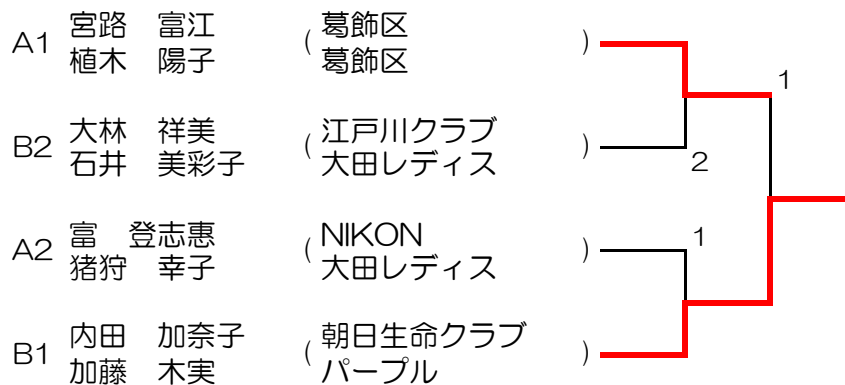 A1 宮路 富江 ( 葛飾区 )
植木 陽子 葛飾区
1
B2 大林 祥美 ( 江戸川クラブ )
石井 美彩子 大田レディス
2
A2 富 登志惠 ( NIKON )
猪狩 幸子 大田レディス
1
B1 内田 加奈子 ( 朝日生命クラブ )
加藤 木実 パープル